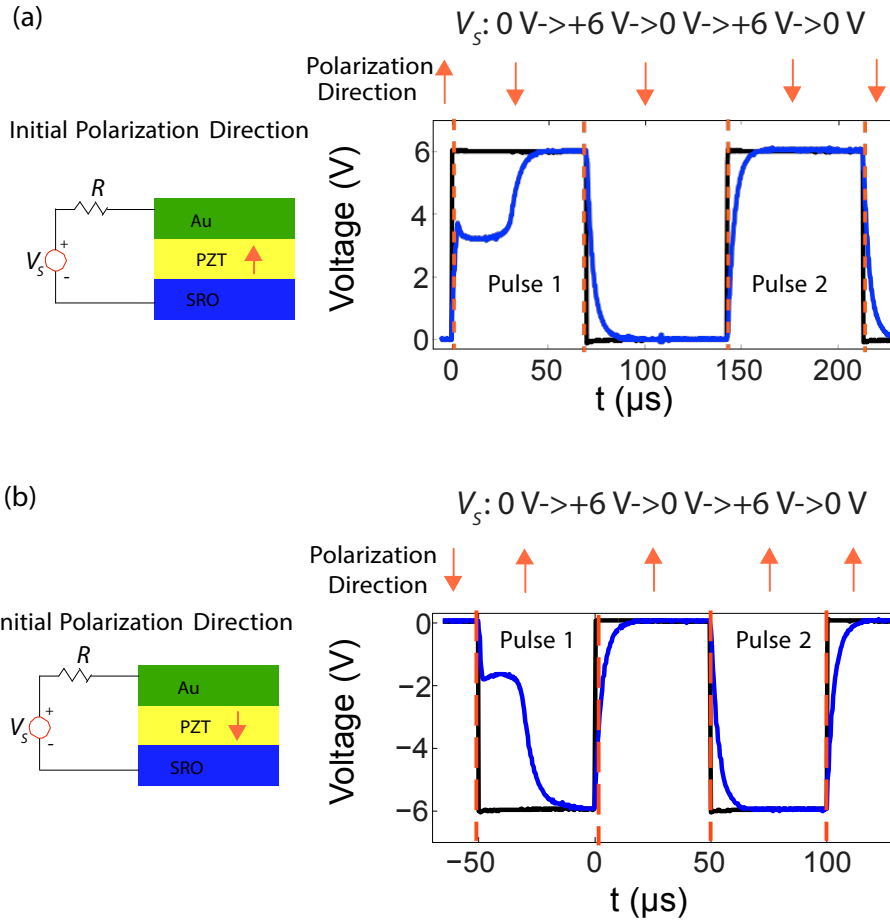 (a)
V_S: 0 V->+6 V->0 V->+6 V->0 V
Polarization
Direction
Initial Polarization Direction
R
+
V_S
-
Au
PZT
SRO
Voltage (V)
6
4
2
0
Pulse 1
Pulse 2
0 50 100 150 200
t (µs)
(b)
V_S: 0 V->+6 V->0 V->+6 V->0 V
Polarization
Direction
nitial Polarization Direction
R
+
V_S
-
Au
PZT
SRO
Voltage (V)
0
−2
−4
−6
Pulse 1
Pulse 2
−50 0 50 100
t (µs)